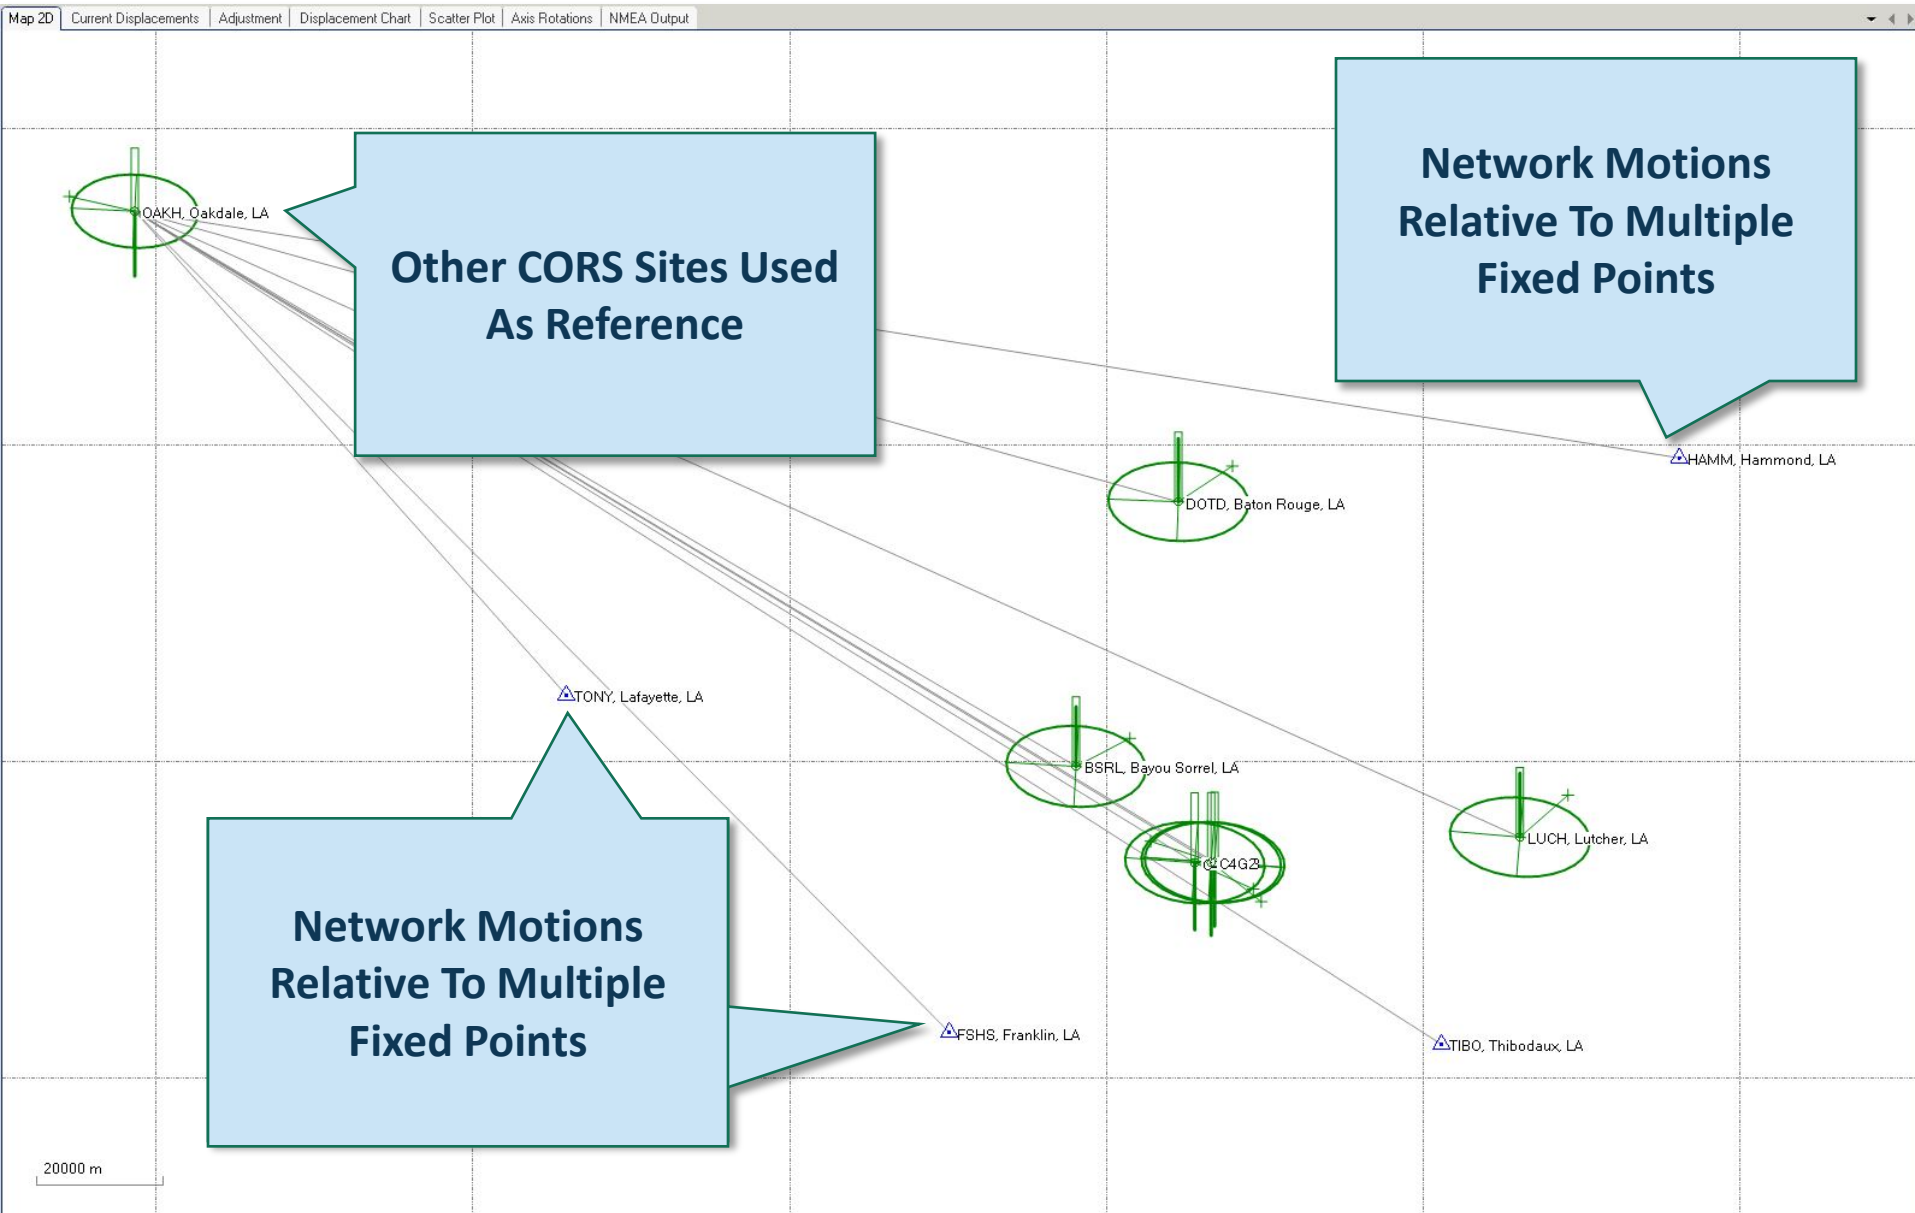 Map 2D Current Displacements Adjustment Displacement Chart Scatter Plot Axis Rotations NMEA Output
Network Motions
Relative To Multiple
Fixed Points
OAKH, Oakdale, LA
Other CORS Sites Used
As Reference
HAMM, Hammond, LA
DOTD, Baton Rouge, LA
TONY, Lafayette, LA
BSRL, Bayou Sorrel, LA
LUCH, Lutcher, LA
Network Motions
Relative To Multiple
Fixed Points
FSHS, Franklin, LA
TIBO, Thibodaux, LA
20000 m